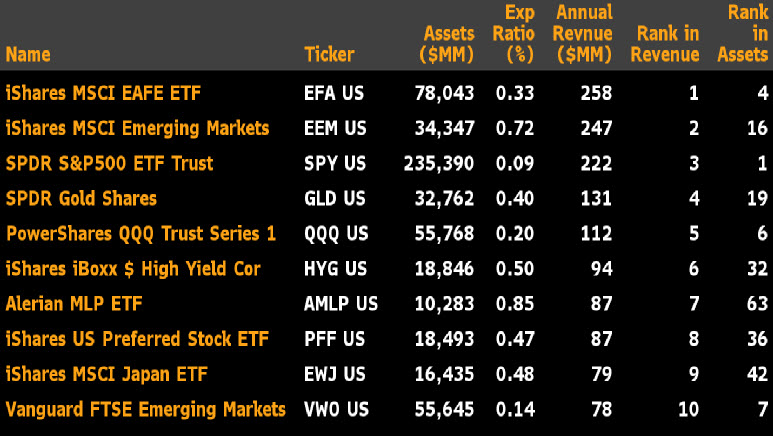 Exp Annual Rank
Assets Ratio Revnue Rank in in
Name Ticker ($MM) (%) ($MM) Revenue Assets
iShares MSCI EAFE ETF EFA US 78,043 0.33 258 1 4
iShares MSCI Emerging Markets EEM US 34,347 0.72 247 2 16
SPDR S&P500 ETF Trust SPY US 235,390 0.09 222 3 1
SPDR Gold Shares GLD US 32,762 0.40 131 4 19
PowerShares QQQ Trust Series 1 QQQ US 55,768 0.20 112 5 6
iShares iBoxx $ High Yield Cor HYG US 18,846 0.50 94 6 32
Alerian MLP ETF AMLP US 10,283 0.85 87 7 63
iShares US Preferred Stock ETF PFF US 18,493 0.47 87 8 36
iShares MSCI Japan ETF EWJ US 16,435 0.48 79 9 42
Vanguard FTSE Emerging Markets VWO US 55,645 0.14 78 10 7